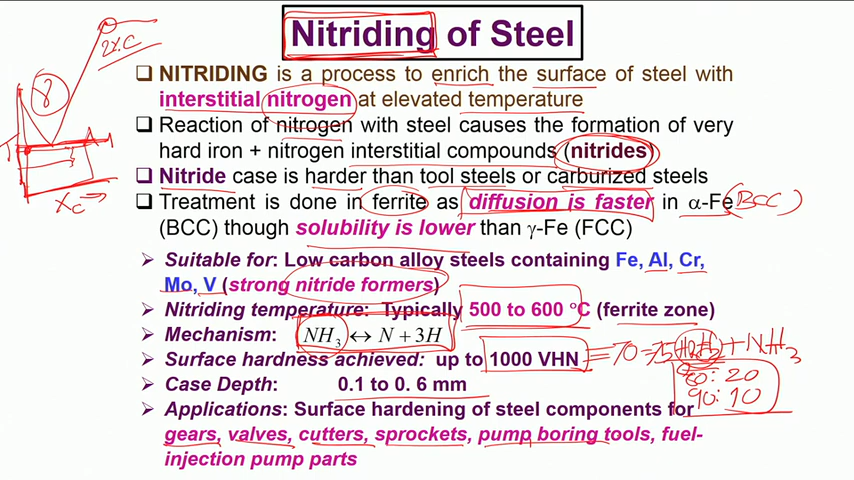 Nitriding of Steel
2%C
γ
T
A
Xc →
NITRIDING is a process to enrich the surface of steel with
interstitial nitrogen at elevated temperature
Reaction of nitrogen with steel causes the formation of very
hard iron + nitrogen interstitial compounds (nitrides)
Nitride case is harder than tool steels or carburized steels
Treatment is done in ferrite as diffusion is faster in α-Fe (BCC)
(BCC) though solubility is lower than γ-Fe (FCC)
Suitable for: Low carbon alloy steels containing Fe, Al, Cr,
Mo, V (strong nitride formers)
Nitriding temperature: Typically 500 to 600 °C (ferrite zone)
Mechanism: NH3 ↔ N + 3H
Surface hardness achieved: up to 1000 VHN = 70-75 HRC + NH3
Case Depth: 0.1 to 0. 6 mm
: 20
90: 10
Applications: Surface hardening of steel components for
gears, valves, cutters, sprockets, pump boring tools, fuel-
injection pump parts